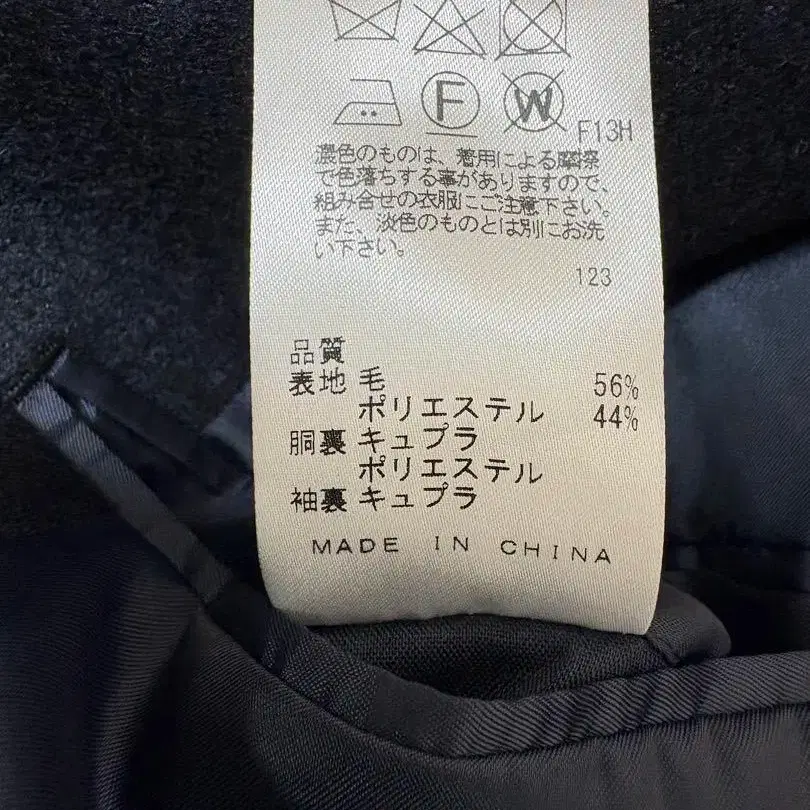 F W F13H
濃色のものは、着用による摩擦
で色落ちする事がありますので、
組み合せの衣服にご注意下さい。
また、淡色のものとは別にお洗
い下さい。
123
品質
表地 毛 56%
ポリエステル 44%
胴裏 キュプラ
ポリエステル
袖裏 キュプラ
MADE IN CHINA